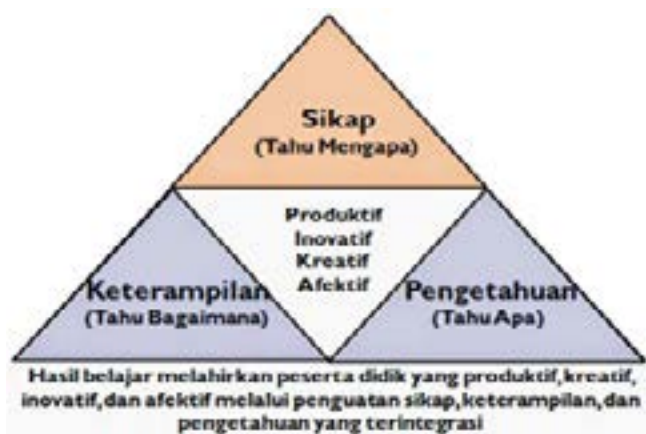 Sikap
(Tahu Mengapa)
Produktif
Inovatif
Kreatif
Afektif
Keterampilan
(Tahu Bagaimana)
Pengetahuan
(Tahu Apa)
Hasil belajar melahirkan peserta didik yang produktif, kreatif,
inovatif, dan afektif melalui penguatan sikap, keterampilan, dan
pengetahuan yang terintegrasi